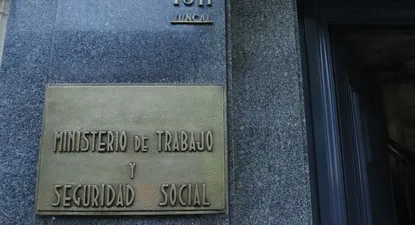 JUNCAL
MINISTERIO DE TRABAJO
Y
SEGURIDAD SOCIAL